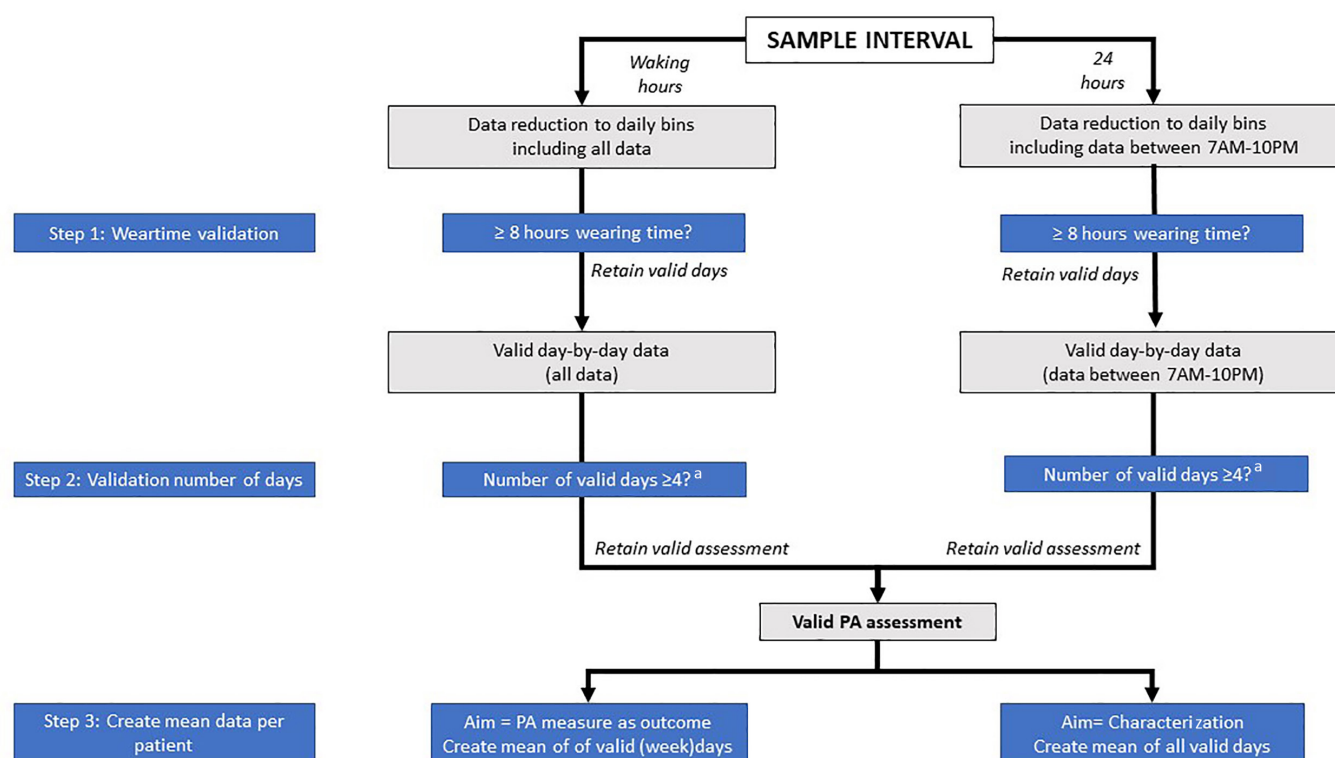 SAMPLE INTERVAL
Waking
hours
24
hours
Data reduction to daily bins
including all data
Data reduction to daily bins
including data between 7AM-10PM
Step 1: Weartime validation
≥ 8 hours wearing time?
≥ 8 hours wearing time?
Retain valid days
Retain valid days
Valid day-by-day data
(all data)
Valid day-by-day data
(data between 7AM-10PM)
Step 2: Validation number of days
Number of valid days ≥4? a
Number of valid days ≥4? a
Retain valid assessment
Retain valid assessment
Valid PA assessment
Step 3: Create mean data per
patient
Aim = PA measure as outcome
Create mean of of valid (week)days
Aim= Characterization
Create mean of all valid days